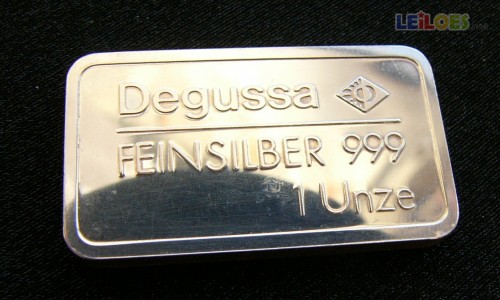 LEiLOES
Degussa
FEINSILBER 999
1 Unze